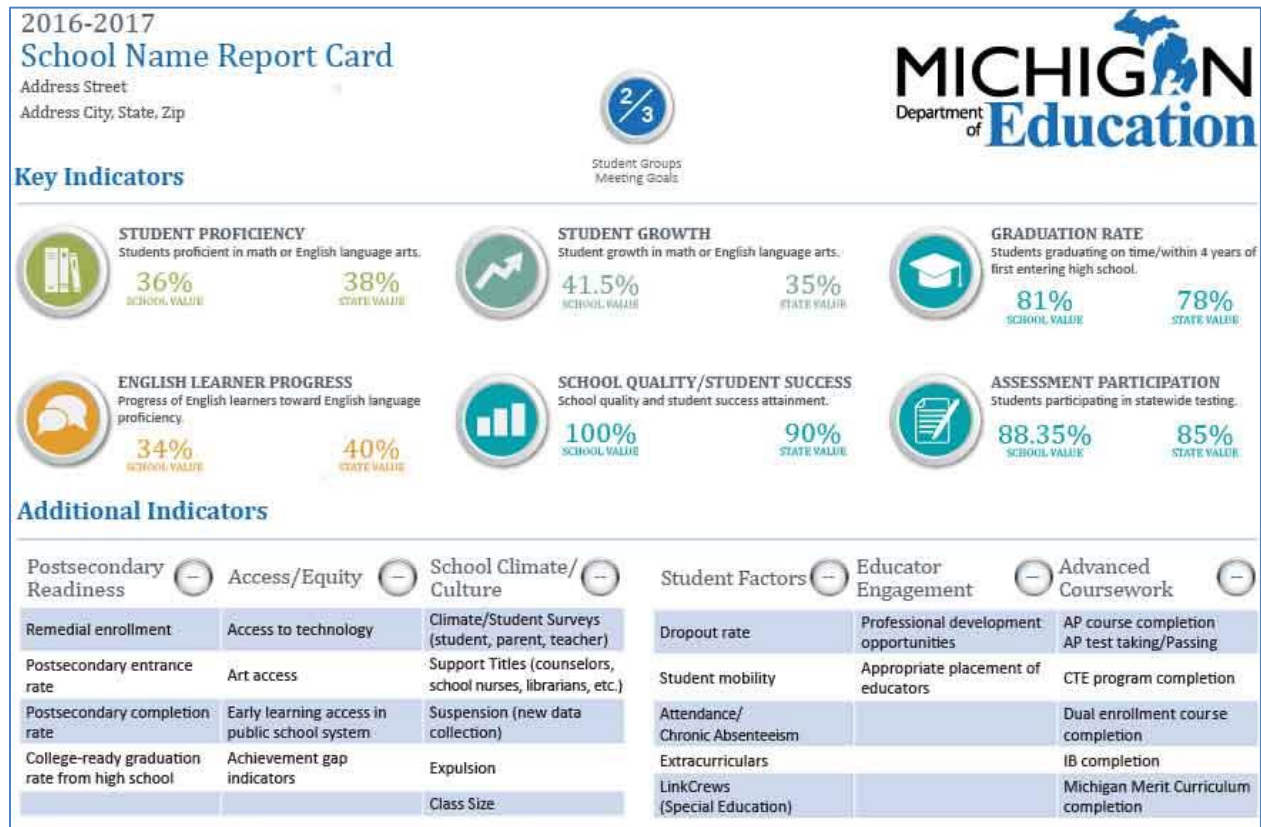 2016-2017
School Name Report Card
Address Street
Address City, State, Zip
2/3
Student Groups
Meeting Goals
MICHIGAN
Department
of Education
Key Indicators
STUDENT PROFICIENCY
Students proficient in math or English language arts.
36%
SCHOOL VALUE
38%
STATE VALUE
STUDENT GROWTH
Student growth in math or English language arts.
41.5%
SCHOOL VALUE
35%
STATE VALUE
GRADUATION RATE
Students graduating on time/within 4 years of
first entering high school.
81%
SCHOOL VALUE
78%
STATE VALUE
ENGLISH LEARNER PROGRESS
Progress of English learners toward English language
proficiency.
34%
SCHOOL VALUE
40%
STATE VALUE
SCHOOL QUALITY/STUDENT SUCCESS
School quality and student success attainment.
100%
SCHOOL VALUE
90%
STATE VALUE
ASSESSMENT PARTICIPATION
Students participating in statewide testing.
88.35%
SCHOOL VALUE
85%
STATE VALUE
Additional Indicators
Postsecondary
Readiness
Remedial enrollment
Postsecondary entrance
rate
Postsecondary completion
rate
College-ready graduation
rate from high school
Access/Equity
Access to technology
Art access
Early learning access in
public school system
Achievement gap
indicators
School Climate/
Culture
Climate/Student Surveys
(student, parent, teacher)
Support Titles (counselors,
school nurses, librarians, etc.)
Suspension (new data
collection)
Expulsion
Class Size
Student Factors
Dropout rate
Student mobility
Attendance/
Chronic Absenteeism
Extracurriculars
LinkCrews
(Special Education)
Educator
Engagement
Professional development
opportunities
Appropriate placement of
educators
Advanced
Coursework
AP course completion
AP test taking/Passing
CTE program completion
Dual enrollment course
completion
IB completion
Michigan Merit Curriculum
completion